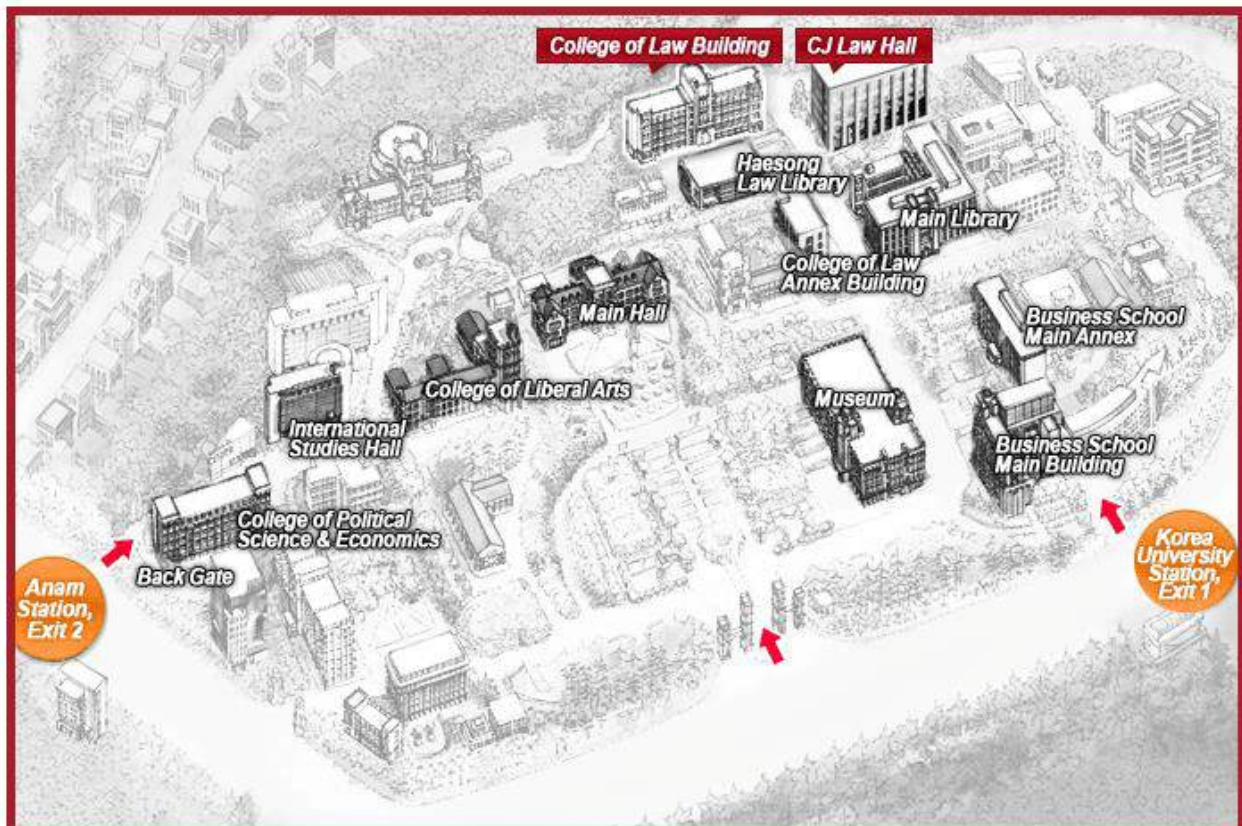 College of Law Building
CJ Law Hall
Haesong
Law Library
Main Library
College of Law
Annex Building
Main Hall
Business School
Main Annex
College of Liberal Arts
Museum
International
Studies Hall
Business School
Main Building
College of Political
Science & Economics
Back Gate
Anam
Station,
Exit 2
Korea
University
Station,
Exit 1